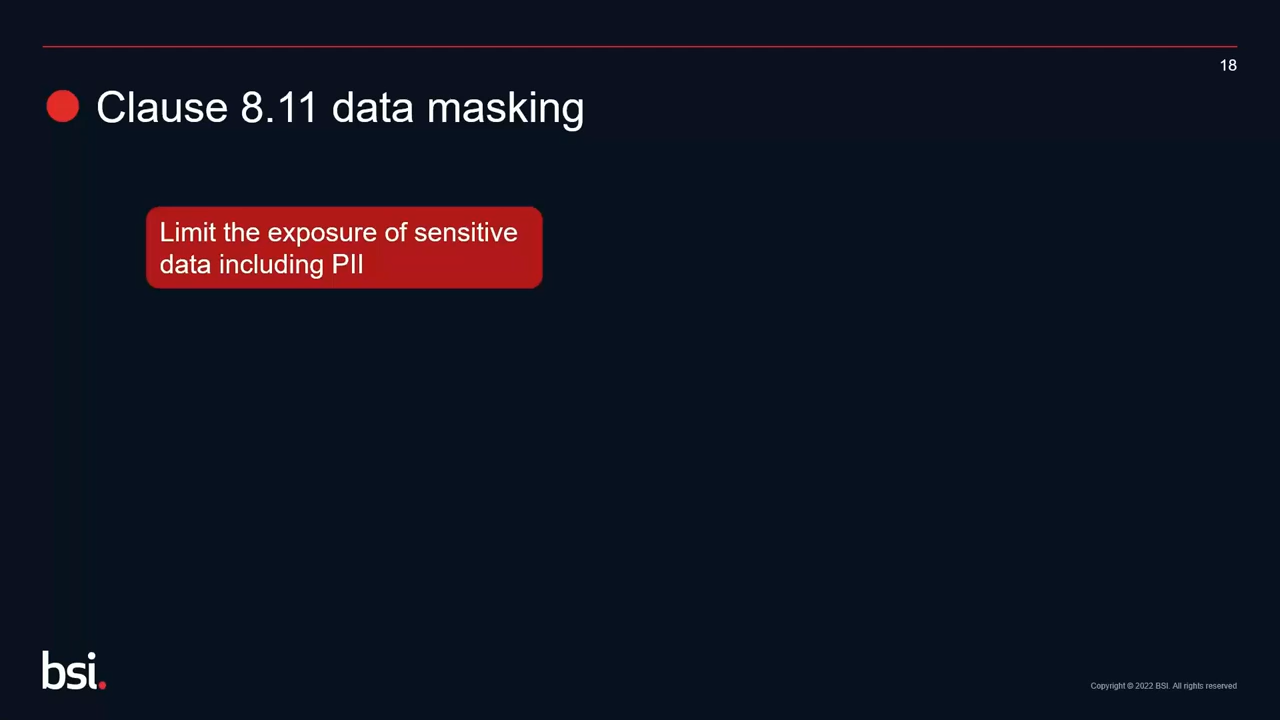 18
Clause 8.11 data masking
Limit the exposure of sensitive
data including PII
bsi.
Copyright © 2022 BSI. All rights reserved